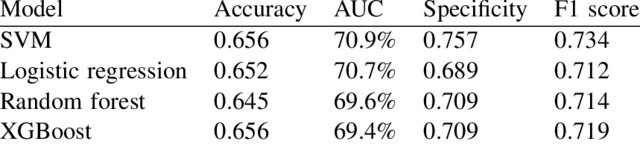 Model Accuracy AUC Specificity F1 score
SVM 0.656 70.9% 0.757 0.734
Logistic regression 0.652 70.7% 0.689 0.712
Random forest 0.645 69.6% 0.709 0.714
XGBoost 0.656 69.4% 0.709 0.719